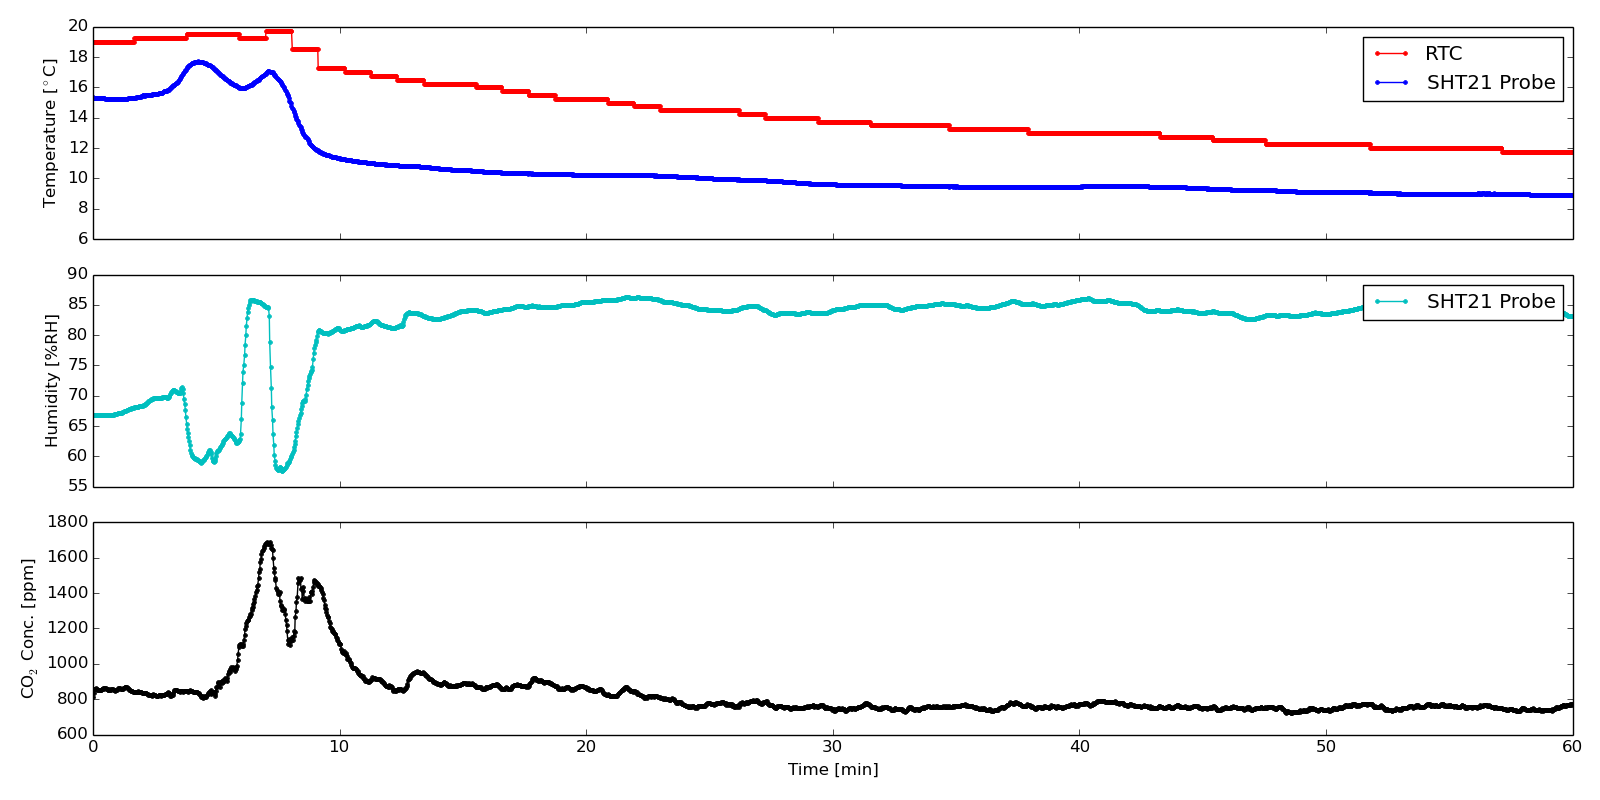 20
18
16
14
12
10
8
6
Temperature [°C]
RTC
SHT21 Probe
90
85
80
75
70
65
60
55
Humidity [%RH]
SHT21 Probe
1800
1600
1400
1200
1000
800
600
CO₂ Conc. [ppm]
0 10 20 30 40 50 60
Time [min]